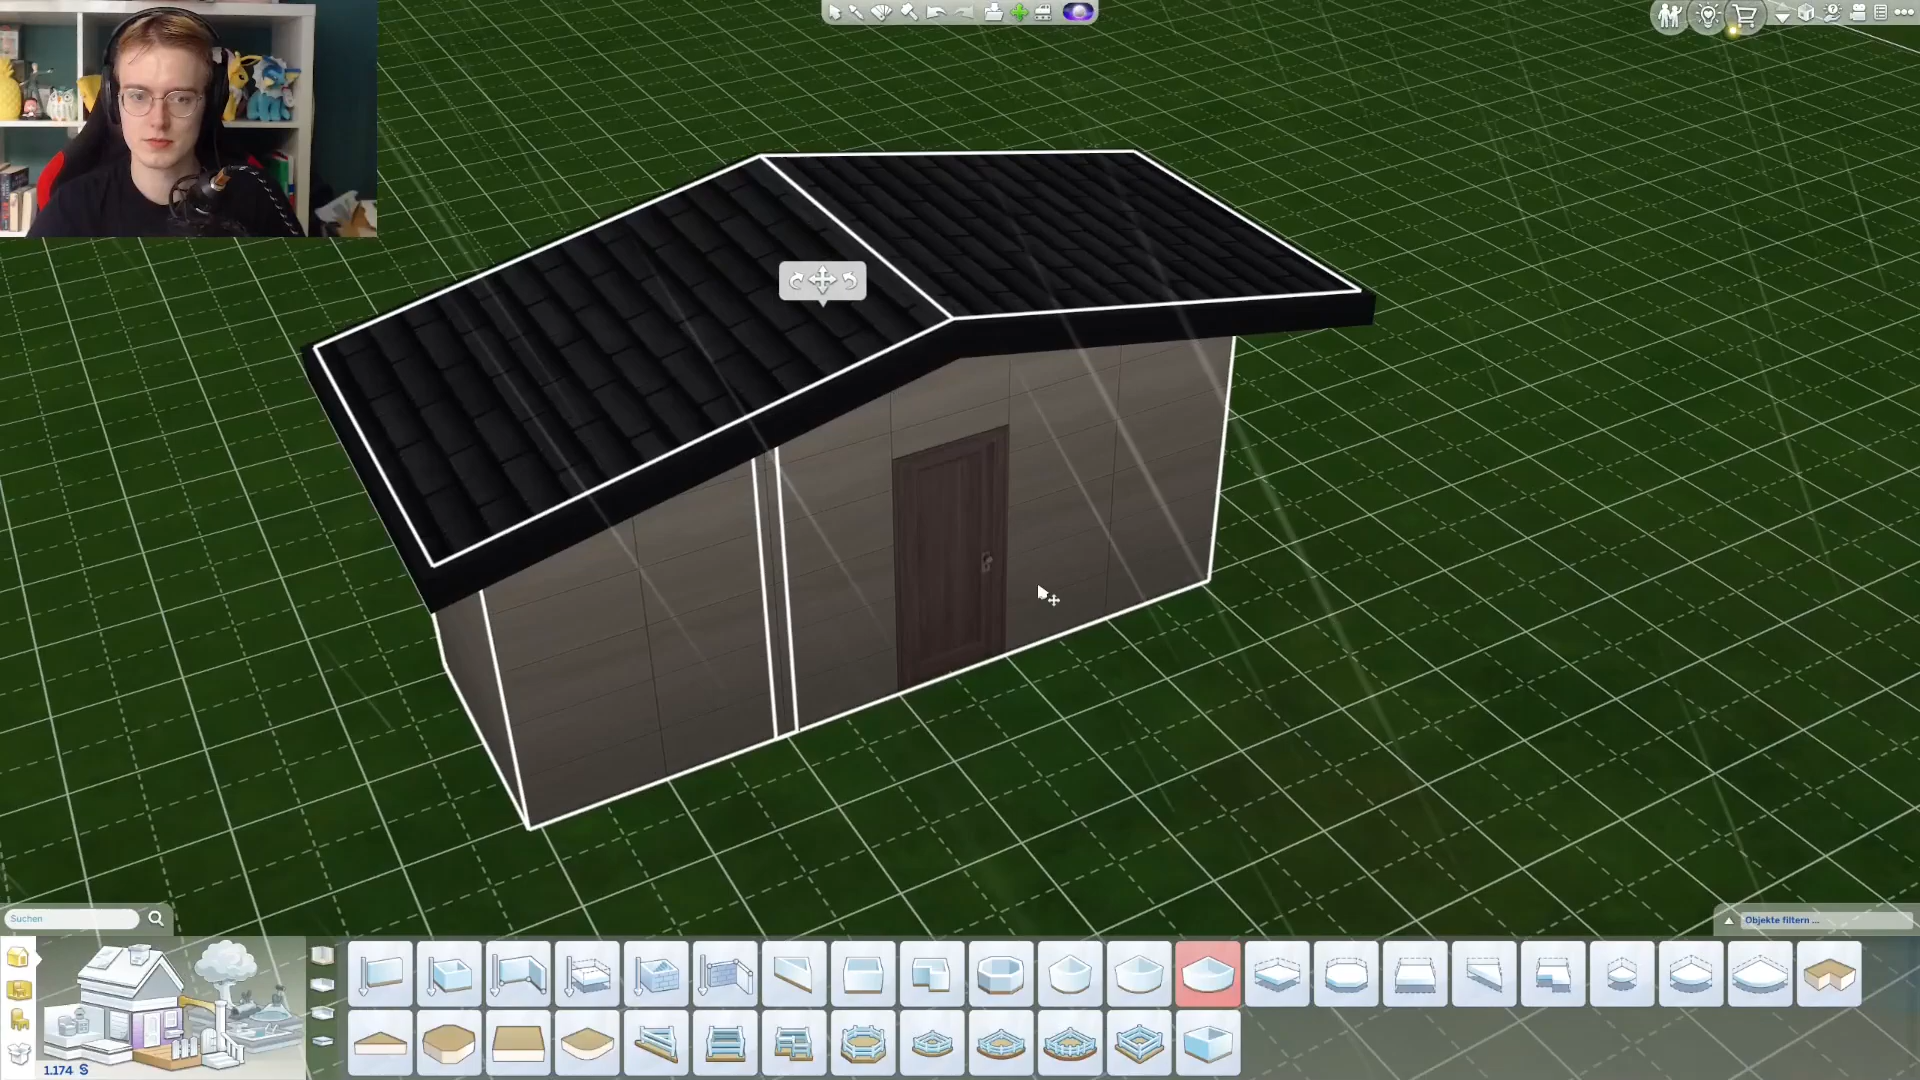 Suchen
Objekte filtern ...
1.174 S